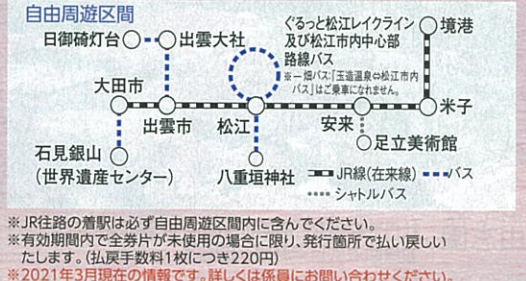 自由周遊区間
日御碕灯台
出雲大社
ぐるっと松江レイクライン
及び松江市内中心部
路線バス
※一畑バス「玉造温泉⇔松江市内
バス」はご乗車になれません。
境港
大田市
出雲市
松江
安来
米子
足立美術館
石見銀山
(世界遺産センター)
八重垣神社
JR線(在来線)
バス
シャトルバス
※JR往路の着駅は必ず自由周遊区間内に含んでください。
※有効期間内で全券片が未使用の場合に限り、発行箇所で払い戻しい
たします。(払戻手数料1枚につき220円)
※2021年3月現在の情報です。詳しくは係員にお問い合わせください。